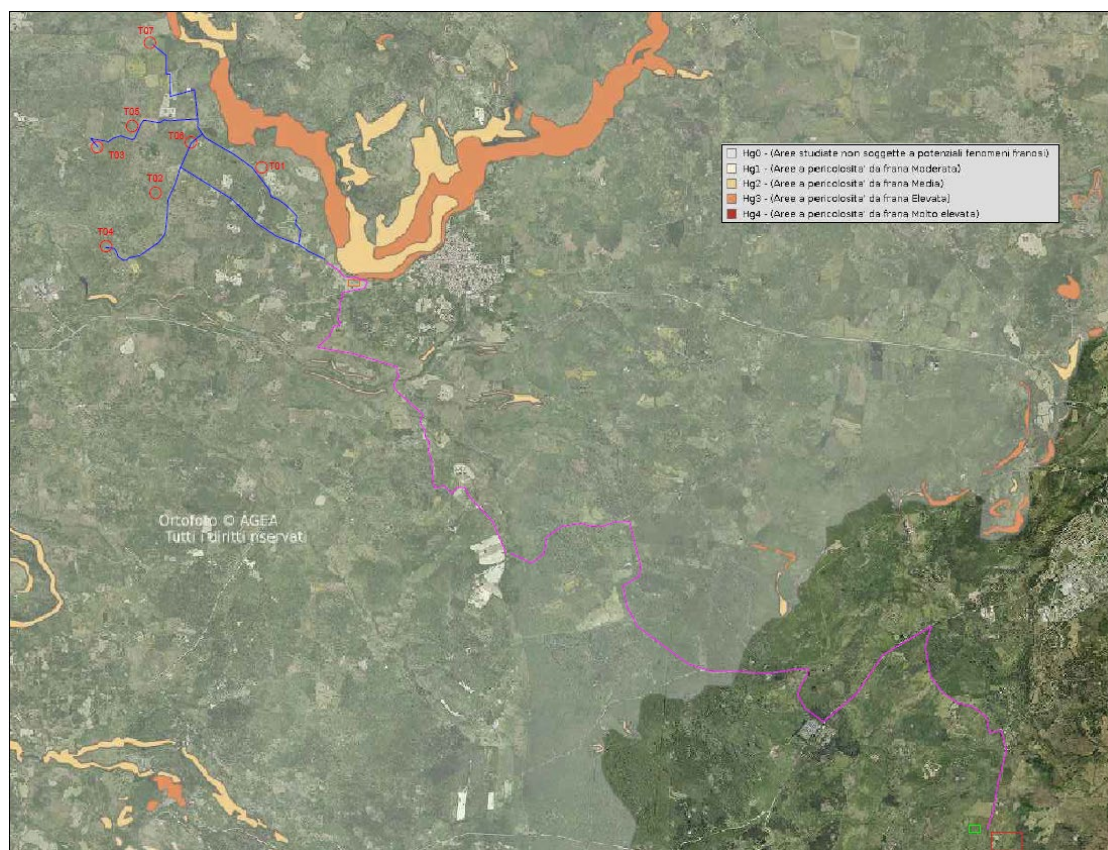 T07
T05
T03
T06
T01
T02
T04
Hg0 - (Aree studiate non soggette a potenziali fenomeni franosi)
Hg1 - (Aree a pericolosita' da frana Moderata)
Hg2 - (Aree a pericolosita' da frana Media)
Hg3 - (Aree a pericolosita' da frana Elevata)
Hg4 - (Aree a pericolosita' da frana Molto elevata)
Ortofoto © AGEA
Tutti i diritti riservati